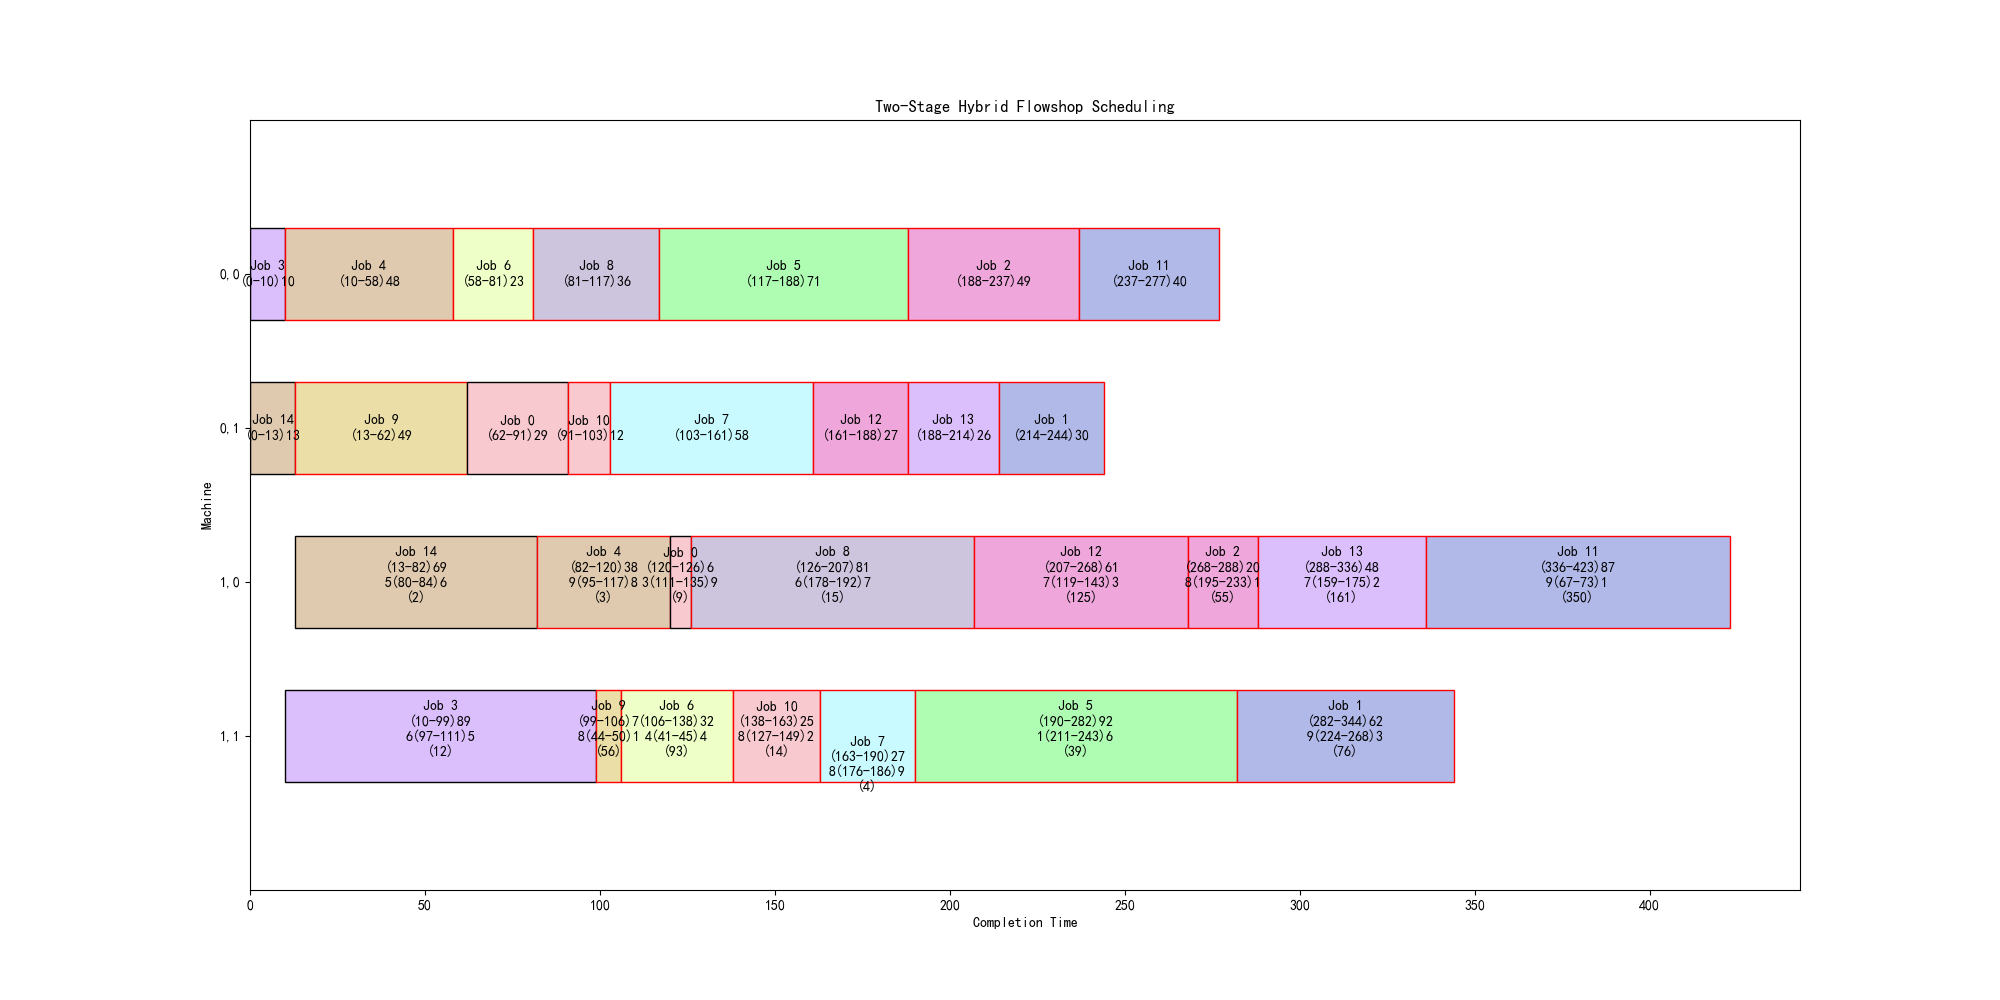 Two-Stage Hybrid Flowshop Scheduling
Job 3
(0-10)10
Job 4
(10-58)48
Job 6
(58-81)23
Job 8
(81-117)36
Job 5
(117-188)71
Job 2
(188-237)49
Job 11
(237-277)40
0,0
Job 14
(0-13)13
Job 9
(13-62)49
Job 0
(62-91)29
Job 10
(91-103)12
Job 7
(103-161)58
Job 12
(161-188)27
Job 13
(188-214)26
Job 1
(214-244)30
0,1
Machine
Job 14
(13-82)69
5(80-84)6
(2)
Job 4
(82-120)38
9(95-117)8
(3)
Job 0
(120-126)6
3(111-135)9
(9)
Job 8
(126-207)81
6(178-192)7
(15)
Job 12
(207-268)61
7(119-143)3
(125)
Job 2
(268-288)20
8(195-233)1
(55)
Job 13
(288-336)48
7(159-175)2
(161)
Job 11
(336-423)87
9(67-73)1
(350)
1,0
Job 3
(10-99)89
6(97-111)5
(12)
Job 9
(99-106)7
8(44-50)1
(56)
Job 6
(106-138)32
4(41-45)4
(93)
Job 10
(138-163)25
8(127-149)2
(14)
Job 7
(163-190)27
8(176-186)9
(4)
Job 5
(190-282)92
1(211-243)6
(39)
Job 1
(282-344)62
9(224-268)3
(76)
1,1
0 50 100 150 200 250 300 350 400
Completion Time